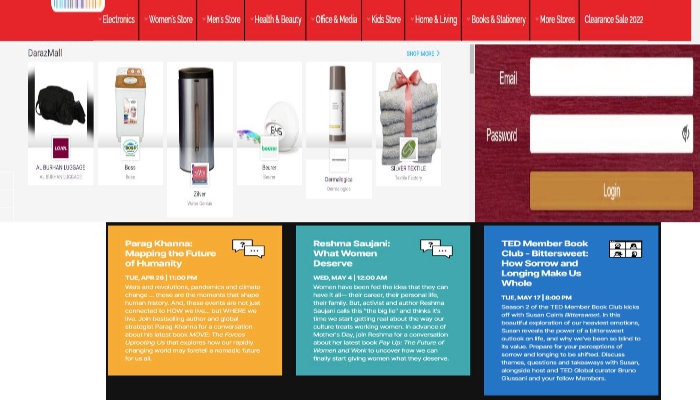 Electronics Women's Store Men's Store Health & Beauty Office & Media Kids Store Home & Living Books & Stationery More Stores Clearance Sale 2022
DarazMall SHOP MORE
AL BURHAN LUGGAGE Boss Beurer Dermalogica SILVER TEXTILE
AL BURHAN LUGGAGE Boss Beurer Dermalogica Textile Factory
Email
Password
Login
Parag Khanna:
Mapping the Future
of Humanity
TUE, APR 26 | 11:00 PM
Wars and revolutions, pandemics and climate
change ... these are the moments that shape
human history. And, these events are not just
connected to HOW we live... but WHERE we
live. Join bestselling author and global
strategist Parag Khanna for a conversation
about his latest book MOVE: The Forces
Uprooting Us that explores how our rapidly
changing world may foretell a nomadic future
for us all.
Reshma Saujani:
What Women
Deserve
WED, MAY 4 | 12:00 AM
Women have been fed the idea that they can
have it all— their career, their personal life,
their family. But, activist and author Reshma
Saujani calls this "the big lie" and thinks it's
time we start getting real about the way our
culture treats working women. In advance of
Mother's Day, join Reshma for a conversation
about her latest book Pay Up: The Future of
Women and Work to uncover how we can
finally start giving women what they deserve.
TED Member Book
Club - Bittersweet:
How Sorrow and
Longing Make Us
Whole
TUE, MAY 17 | 8:00 PM
Season 2 of the TED Member Book Club kicks
off with Susan Cain's Bittersweet. In this
beautiful exploration of our heaviest emotions,
Susan reveals the power of a bittersweet
outlook on life, and why we've been so blind to
its value. Prepare for your perceptions of
sorrow and longing to be shifted. Discuss
themes, questions and takeaways with Susan,
alongside host and TED Global curator Bruno
Giussani and your fellow Members.